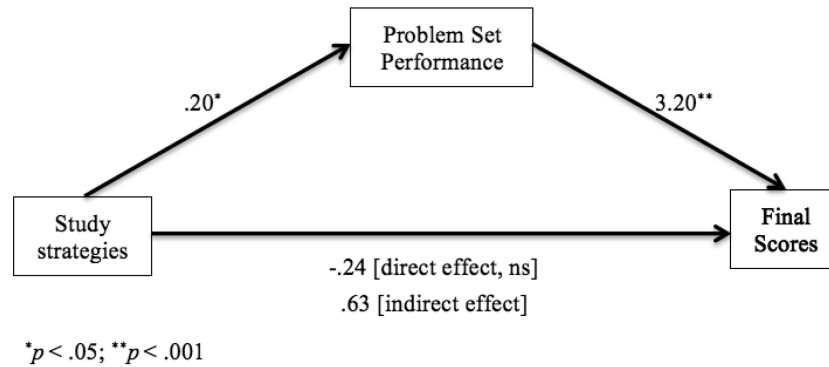 Problem Set
Performance
.20*
3.20**
Study
strategies
Final
Scores
-.24 [direct effect, ns]
.63 [indirect effect]
*p < .05; **p < .001